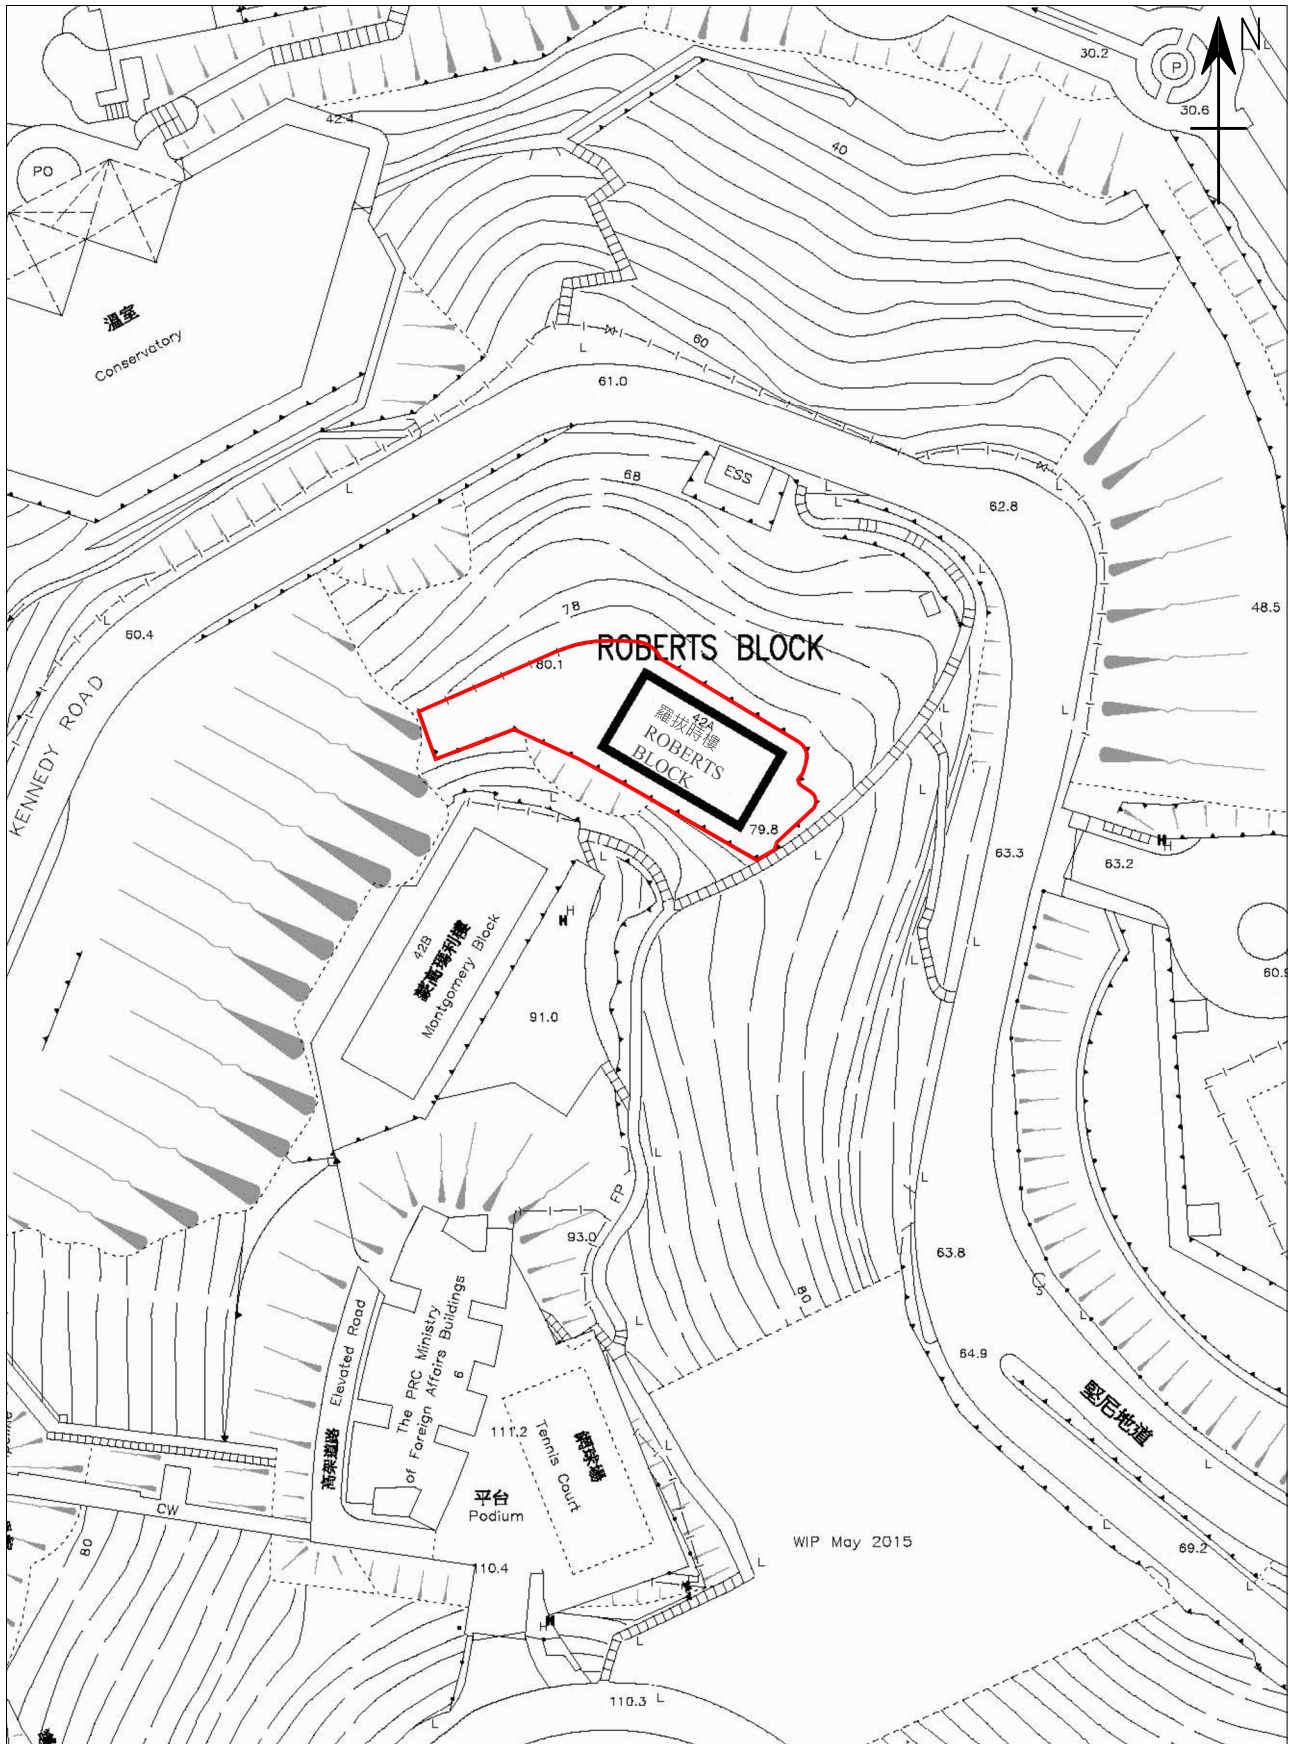 N
30.2
P
30.6
42.4
40
PO
溫室
Conservatory
60
L
61.0
68
ESS
L
L
L
62.8
L
L
60.4
L
78
48.5
ROBERTS BLOCK
80.1
KENNEDY ROAD
42A
羅拔時樓
ROBERTS
BLOCK
L
L
L
79.8
L
L
63.3
63.2
H
H
42B
蒙高瑪利樓
Montgomery Block
H
H
L
L
60.9
91.0
L
L
FP
93.0
63.8
80
L
L
C
S
L
64.9
高架道路
Elevated Road
The PRC Ministry
of Foreign Affairs Buildings
6
111.2
網球場
Tennis Court
L
L
堅尼地道
L
平台
Podium
CW
80
WIP May 2015
L
69.2
L
L
110.4
H
H
L
110.3
L
L